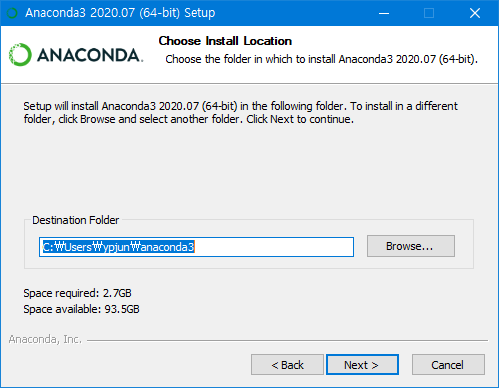 Anaconda3 2020.07 (64-bit) Setup
ANACONDA.
Choose Install Location
Choose the folder in which to install Anaconda3 2020.07 (64-bit).
Setup will install Anaconda3 2020.07 (64-bit) in the following folder. To install in a different
folder, click Browse and select another folder. Click Next to continue.
Destination Folder
C:₩Users₩ypjun₩anaconda3
Browse...
Space required: 2.7GB
Space available: 93.5GB
Anaconda, Inc.
< Back
Next >
Cancel